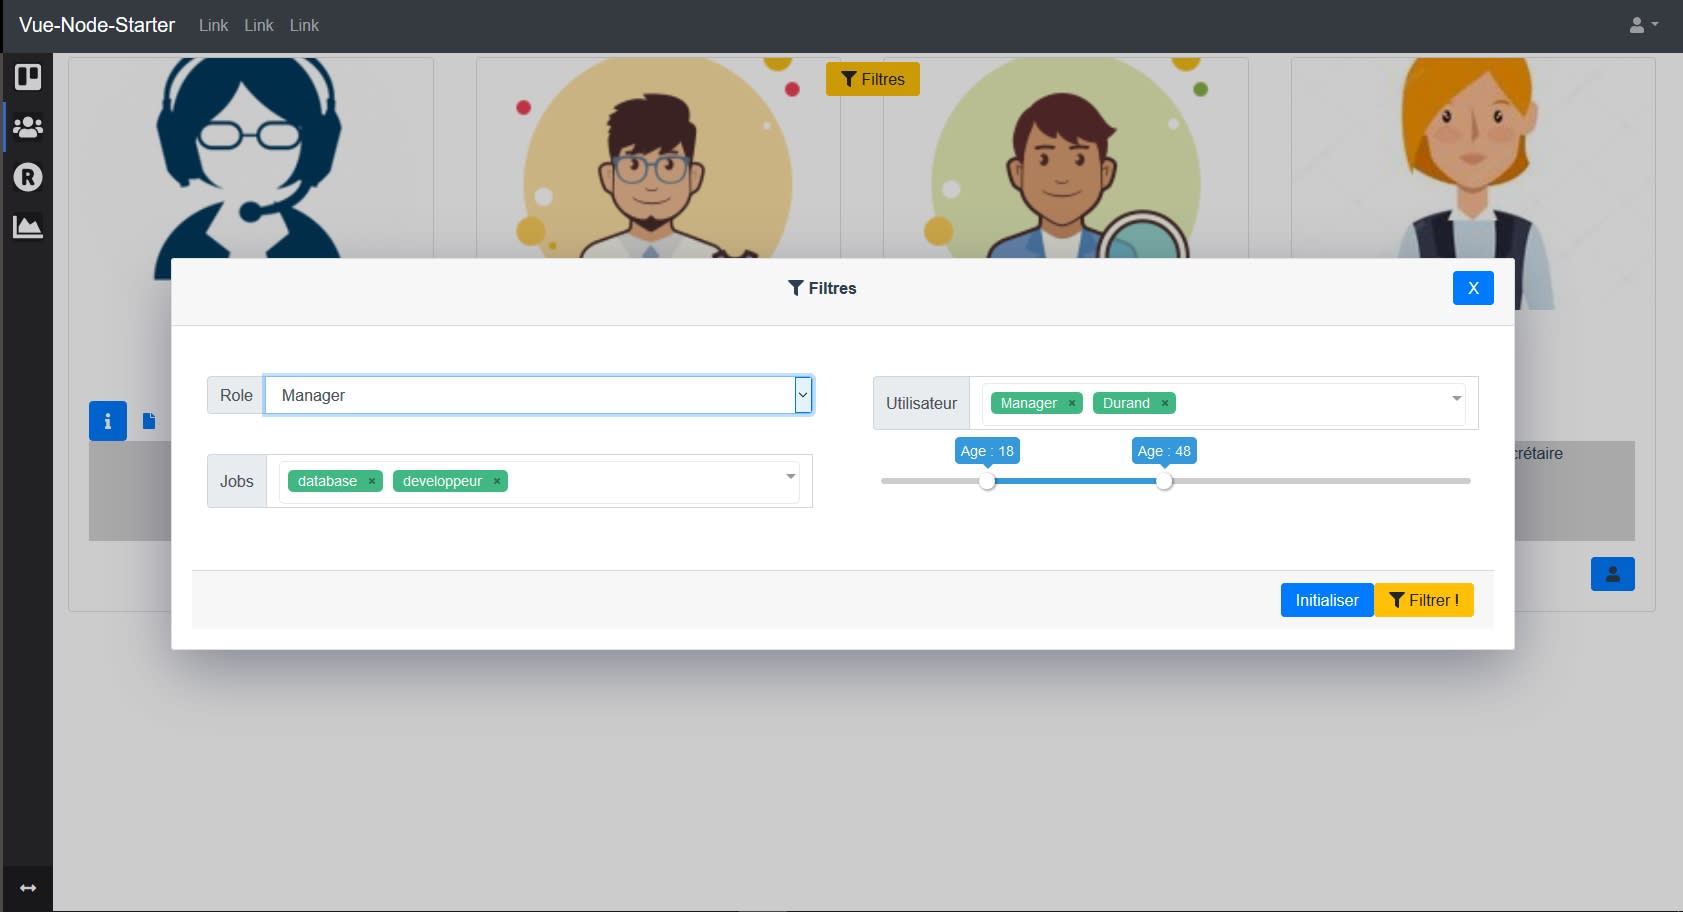 Vue-Node-Starter Link Link Link
Filtres
Filtres X
Role Manager
Utilisateur Manager × Durand ×
Jobs database × developpeur ×
Age : 18 Age : 48
Initialiser Filtrer !